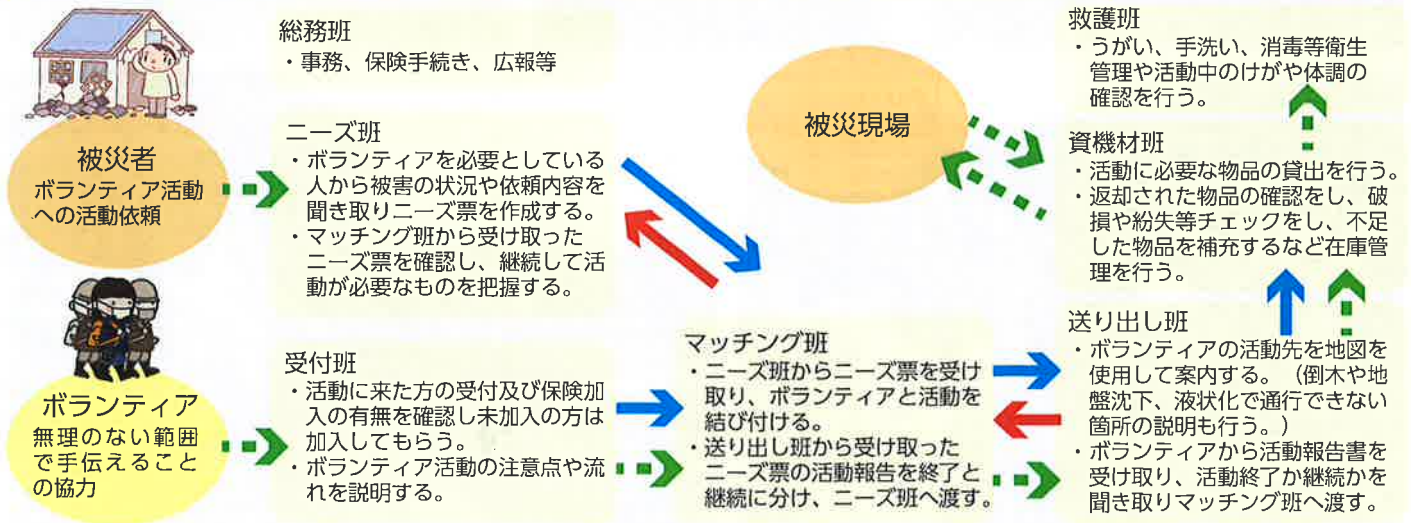 被災者
ボランティア活動
への活動依頼
ボランティア
無理のない範囲
で手伝えること
の協力
総務班
・事務、保険手続き、広報等
ニーズ班
・ボランティアを必要としている
人から被害の状況や依頼内容を
聞き取りニーズ票を作成する。
・マッチング班から受け取った
ニーズ票を確認し、継続して活
動が必要なものを把握する。
受付班
・活動に来た方の受付及び保険加
入の有無を確認し未加入の方は
加入してもらう。
・ボランティア活動の注意点や流
れを説明する。
マッチング班
・ニーズ班からニーズ票を受け
取り、ボランティアと活動を
結び付ける。
・送り出し班から受け取った
ニーズ票の活動報告を終了と
継続に分け、ニーズ班へ渡す。
被災現場
救護班
・うがい、手洗い、消毒等衛生
管理や活動中のけがや体調の
確認を行う。
資機材班
・活動に必要な物品の貸出を行う。
・返却された物品の確認をし、破
損や紛失等チェックをし、不足
した物品を補充するなど在庫管
理を行う。
送り出し班
・ボランティアの活動先を地図を
使用して案内する。（倒木や地
盤沈下、液状化で通行できない
箇所の説明も行う。）
・ボランティアから活動報告書を
受け取り、活動終了か継続かを
聞き取りマッチング班へ渡す。